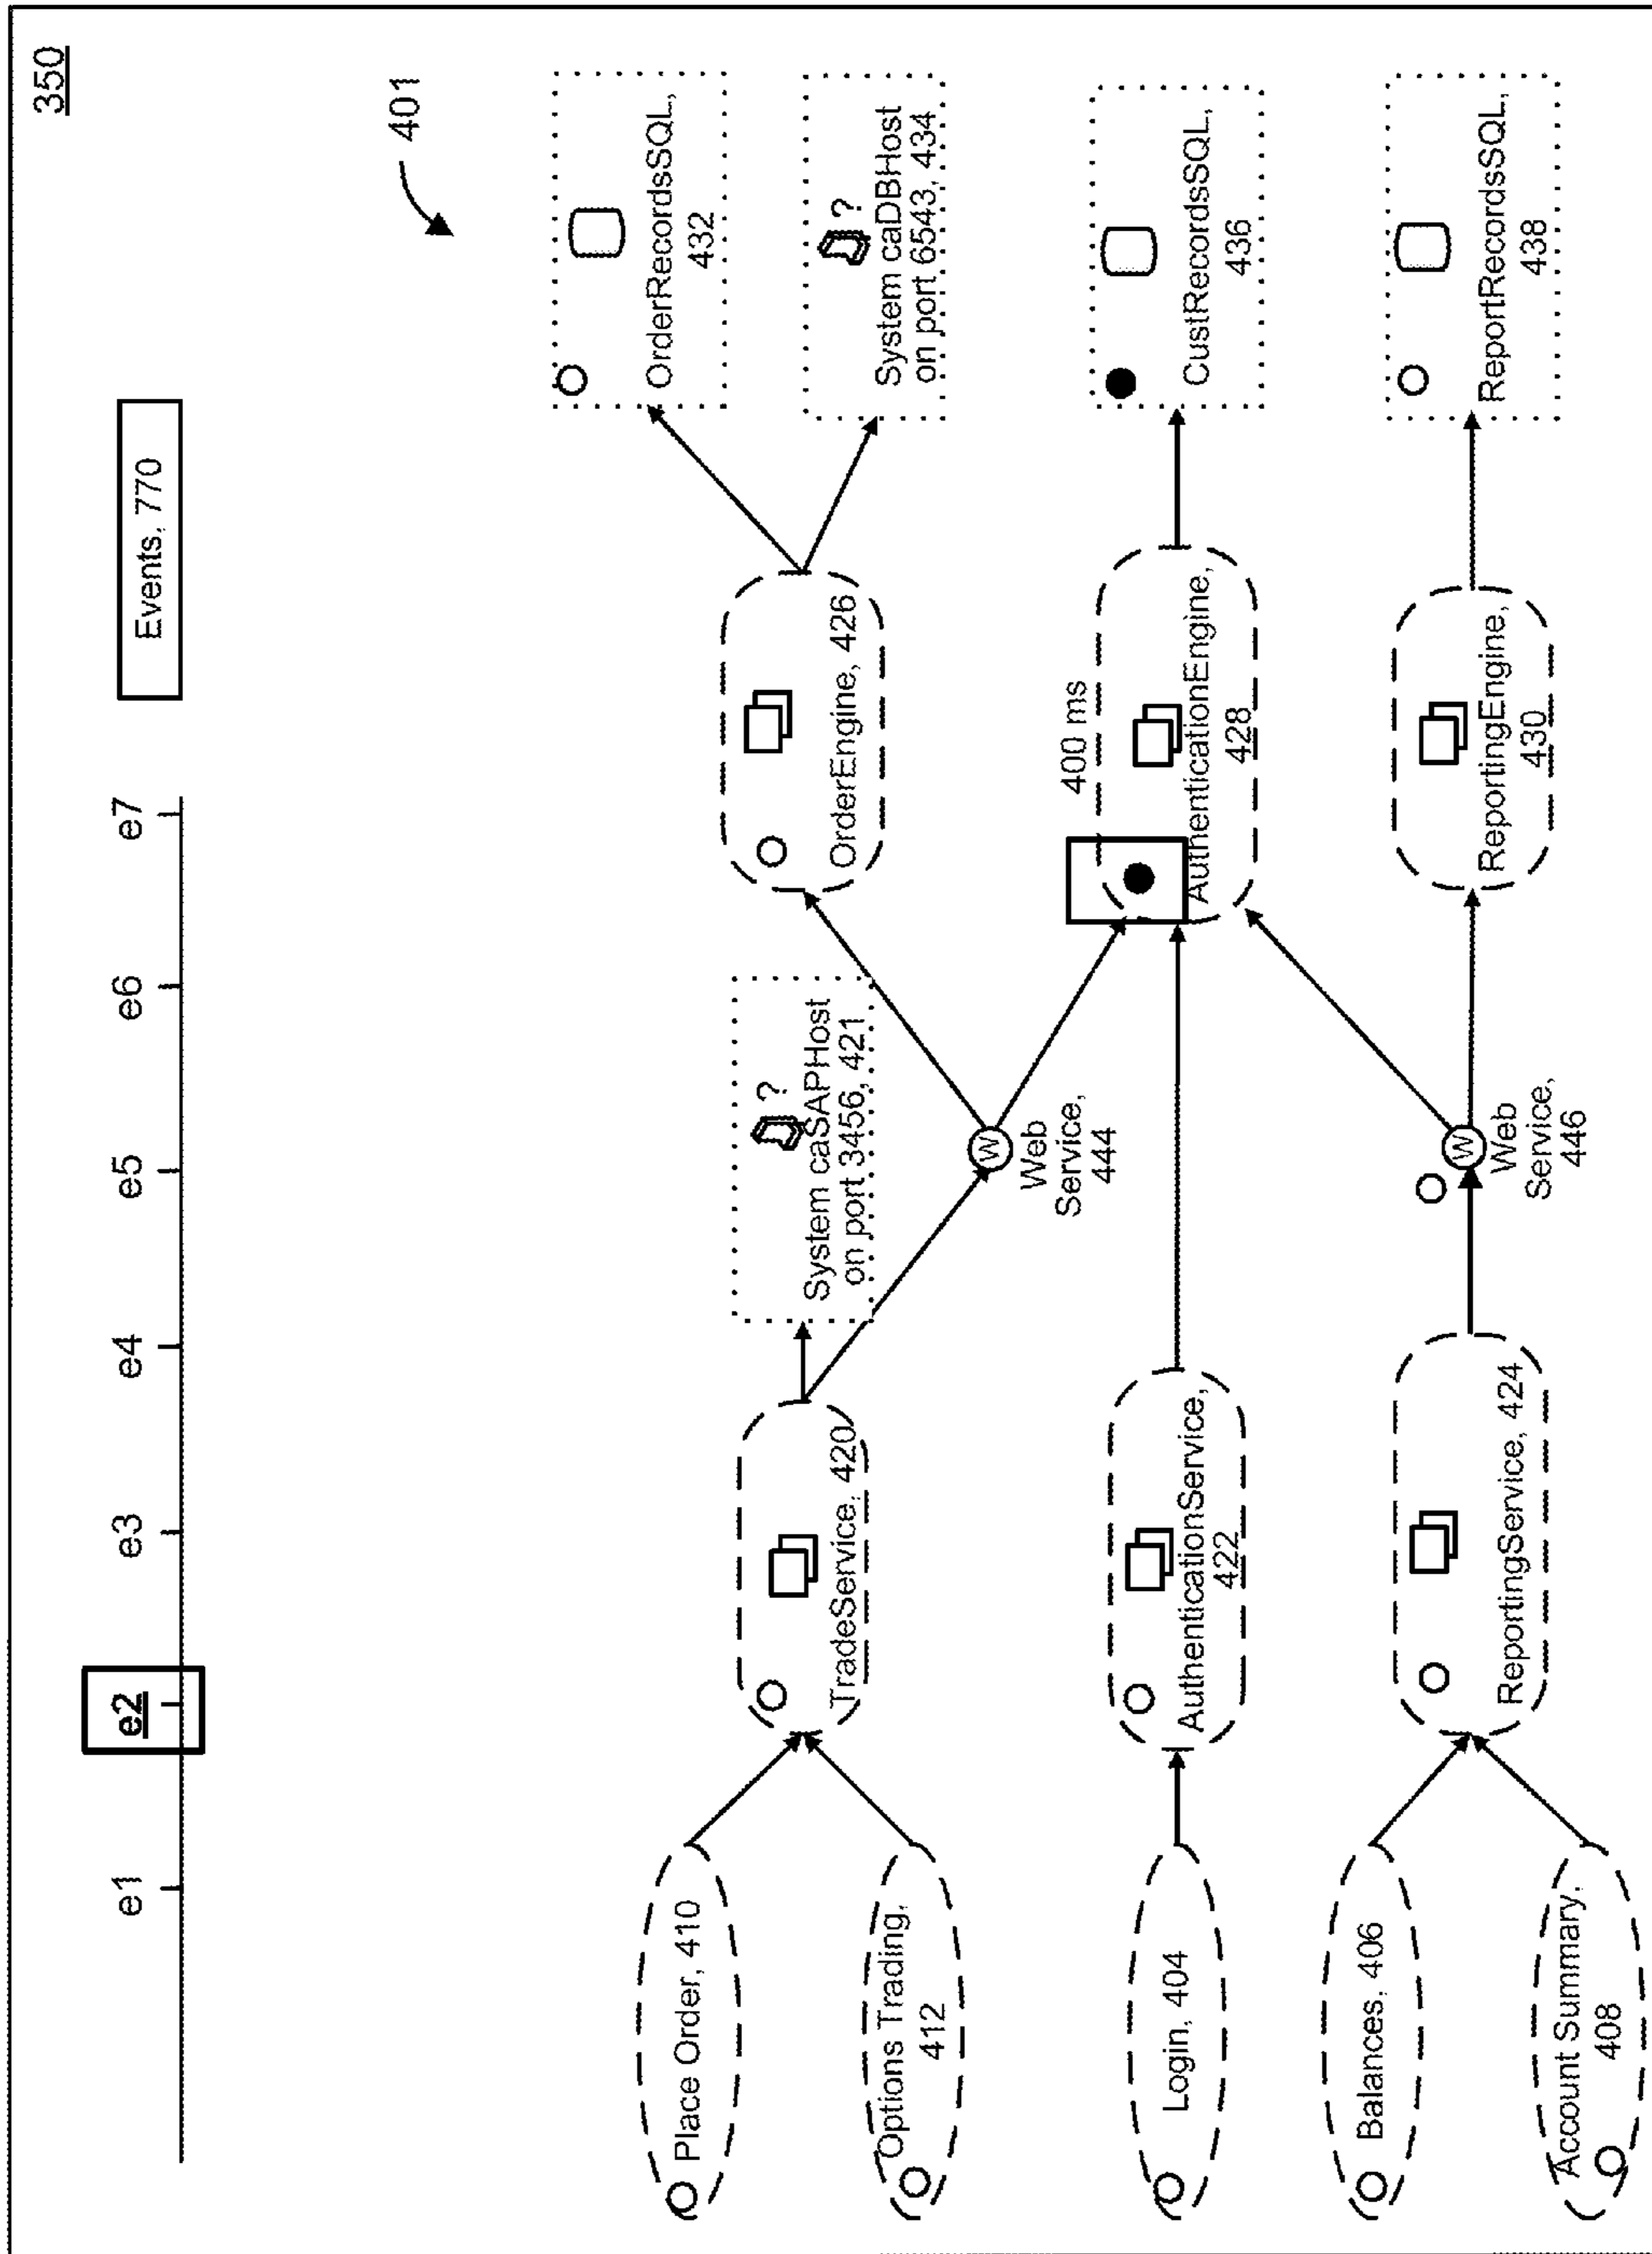 350
Events, 770
e1
e2
e3
e4
e5
e6
e7
401
Place Order, 410
Options Trading,
412
Login, 404
Balances, 406
Account Summary,
408
TradeService, 420
AuthenticationService,
422
ReportingService, 424
?
System caSAPHost
on port 3456, 421
W
Web
Service,
444
W
Web
Service,
446
OrderEngine, 426
400 ms
AuthenticationEngine,
428
ReportingEngine,
430
OrderRecordsSQL,
432
?
System caDBHost
on port 6543, 434
CustRecordsSQL,
436
ReportRecordsSQL,
438